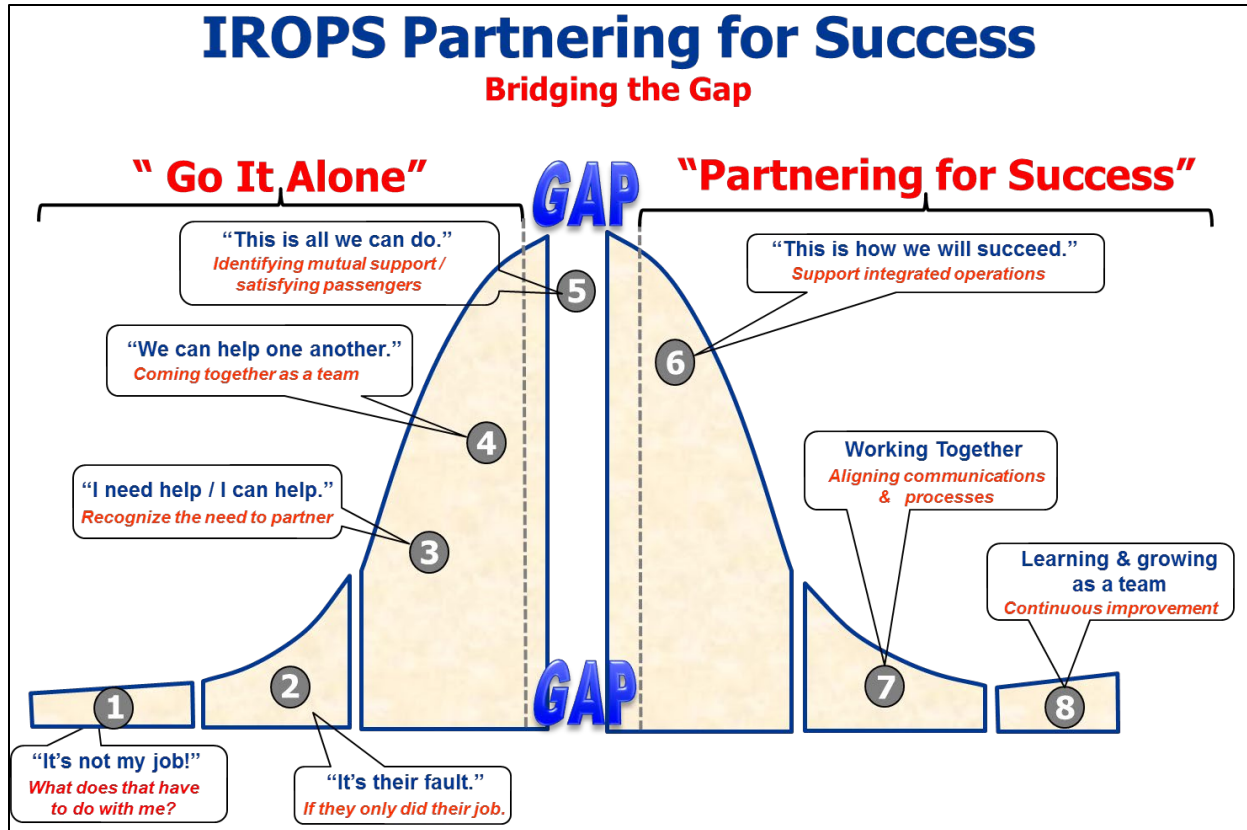 IROPS Partnering for Success
Bridging the Gap
“ Go It Alone”
GAP
“Partnering for Success”
“This is all we can do.”
Identifying mutual support /
satisfying passengers
5
“This is how we will succeed.”
Support integrated operations
6
“We can help one another.”
Coming together as a team
4
“I need help / I can help.”
Recognize the need to partner
3
Working Together
Aligning communications
& processes
7
Learning & growing
as a team
Continuous improvement
8
GAP
2
1
“It’s not my job!”
What does that have
to do with me?
“It’s their fault.”
If they only did their job.